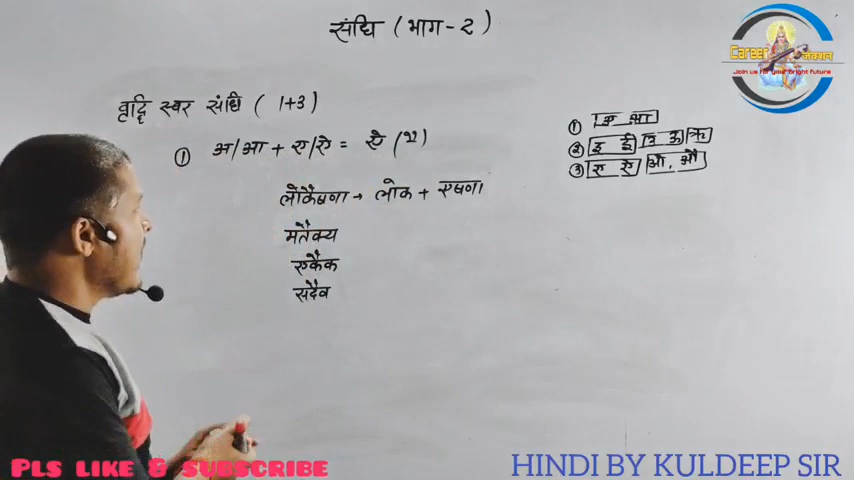 संधि (भाग-2)
Career जंक्शन
Join us for your bright future
वृद्धि स्वर संधि (1+3)
① अ/आ + ए/ऐ = ऐ (ै)
लोकैषणा → लोक + एषणा
मतैक्य
एकैक
सदैव
① अ आ
② इ ई उ ऊ ऋ
③ ए ऐ ओ, औ
PLS LIKE & SUBSCRIBE
HINDI BY KULDEEP SIR